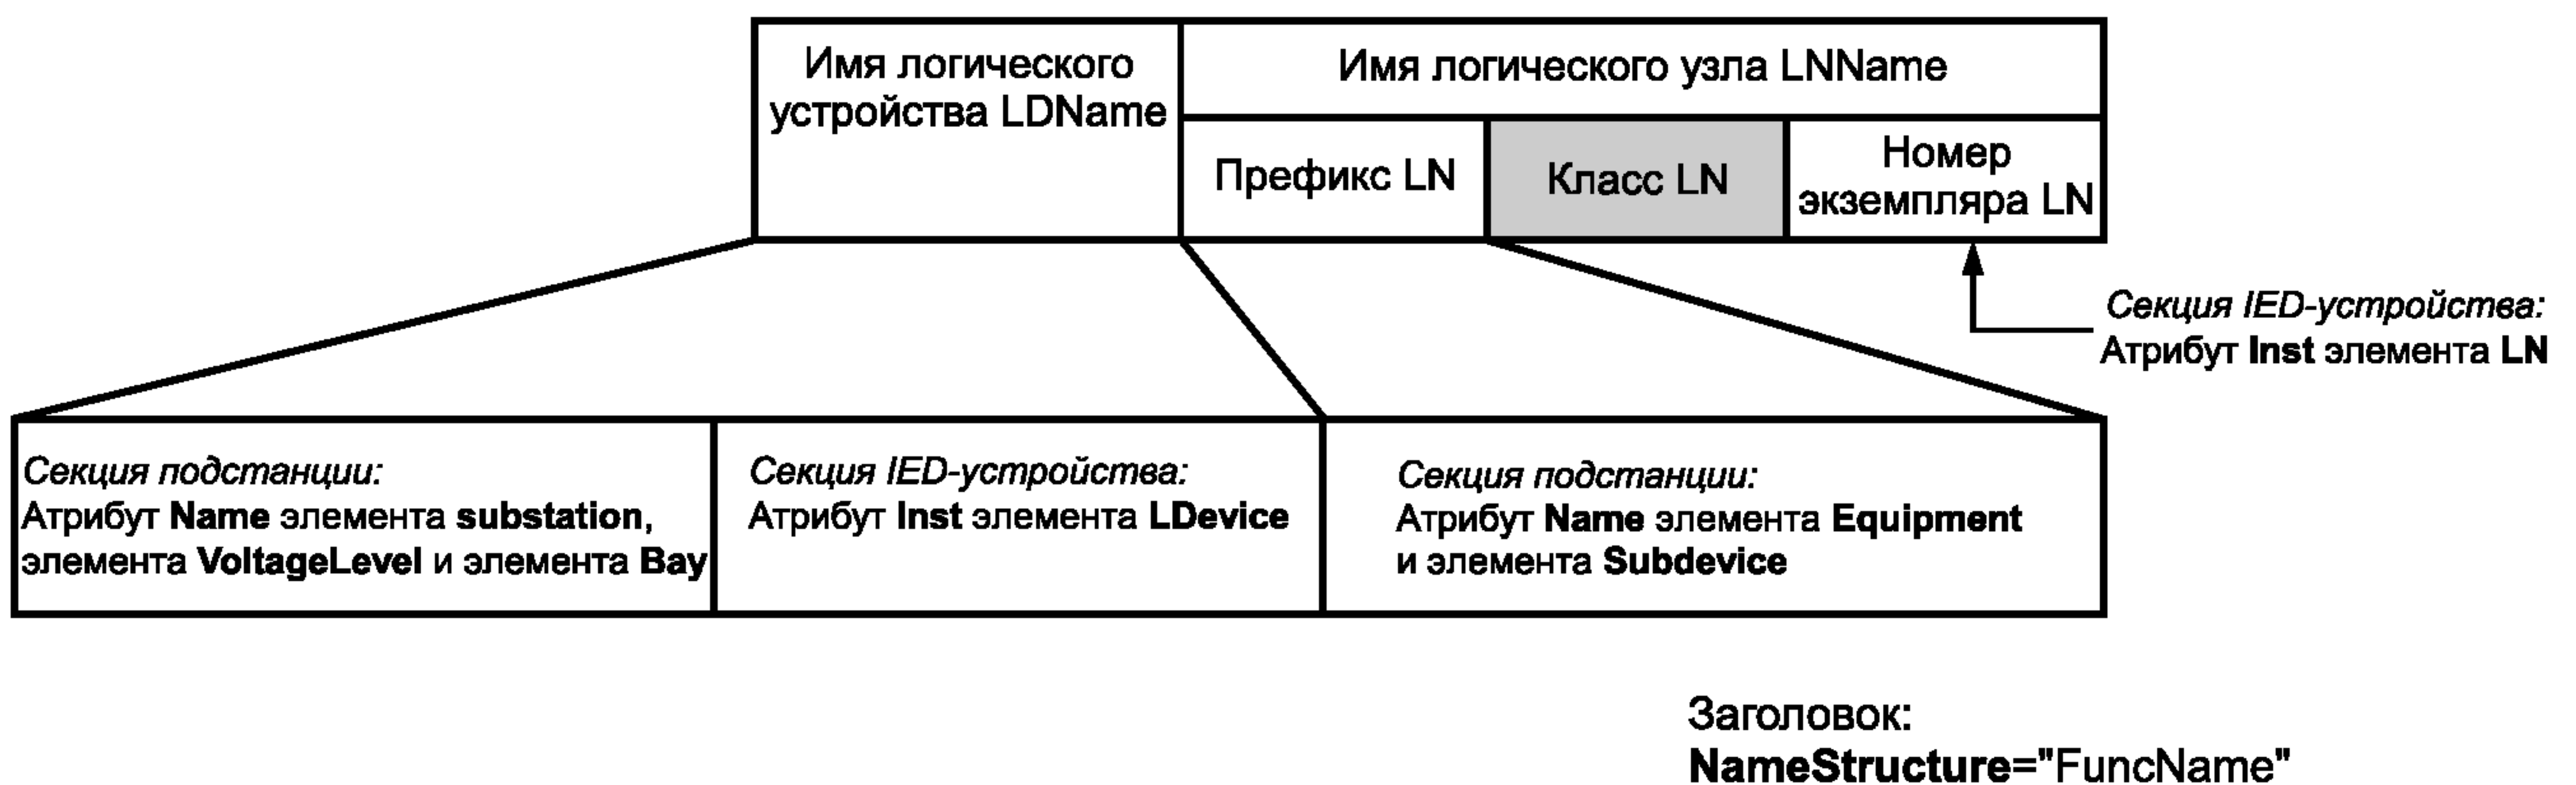 Имя логического
устройства LDName
Имя логического узла LNName
Префикс LN
Класс LN
Номер
экземпляра LN
Секция IED-устройства:
Атрибут Inst элемента LN
Секция подстанции:
Атрибут Name элемента substation,
элемента VoltageLevel и элемента Bay
Секция IED-устройства:
Атрибут Inst элемента LDevice
Секция подстанции:
Атрибут Name элемента Equipment
и элемента Subdevice
Заголовок:
NameStructure="FuncName"